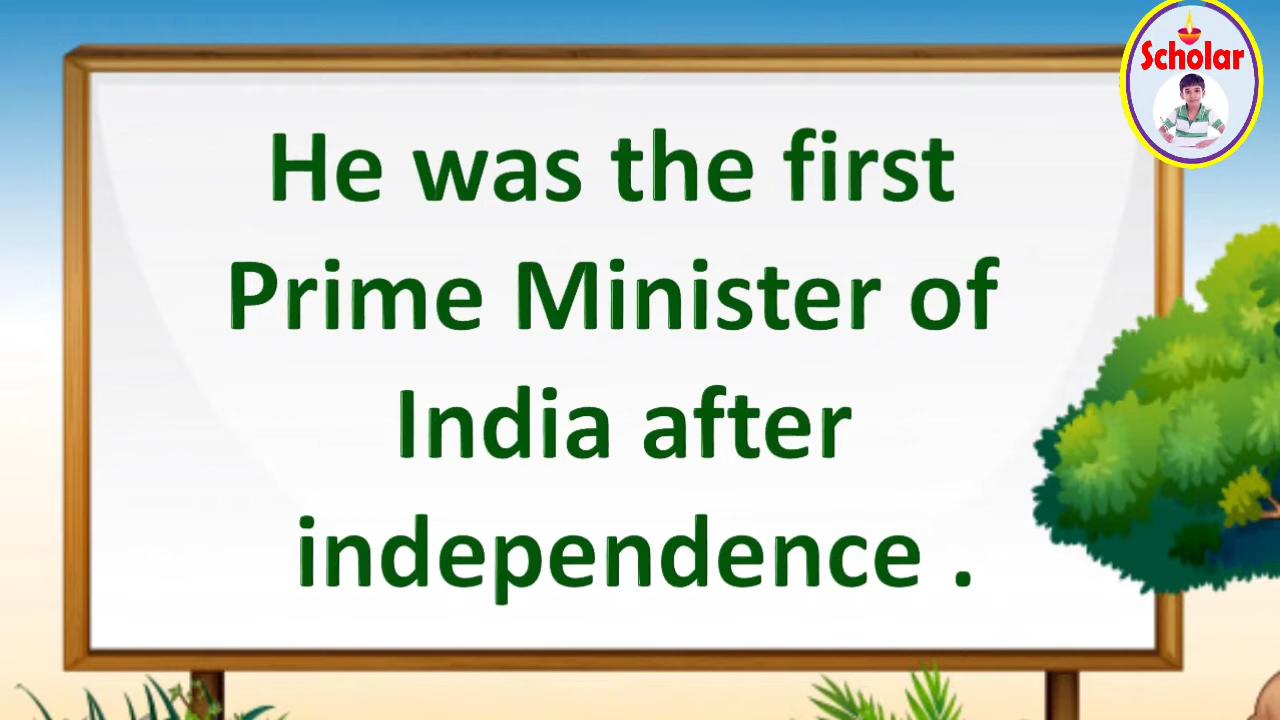 Scholar
He was the first
Prime Minister of
India after
independence .